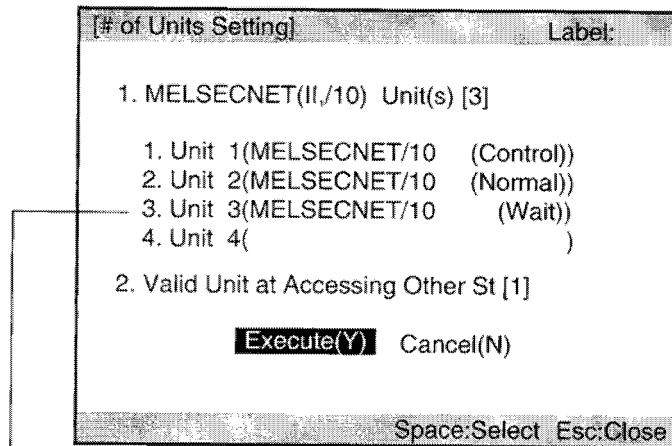 [# of Units Setting] Label:
1. MELSECNET(II,/10) Unit(s) [3]
1. Unit 1(MELSECNET/10 (Control))
2. Unit 2(MELSECNET/10 (Normal))
3. Unit 3(MELSECNET/10 (Wait))
4. Unit 4( )
2. Valid Unit at Accessing Other St [1]
Execute(Y) Cancel(N)
Space:Select Esc:Close